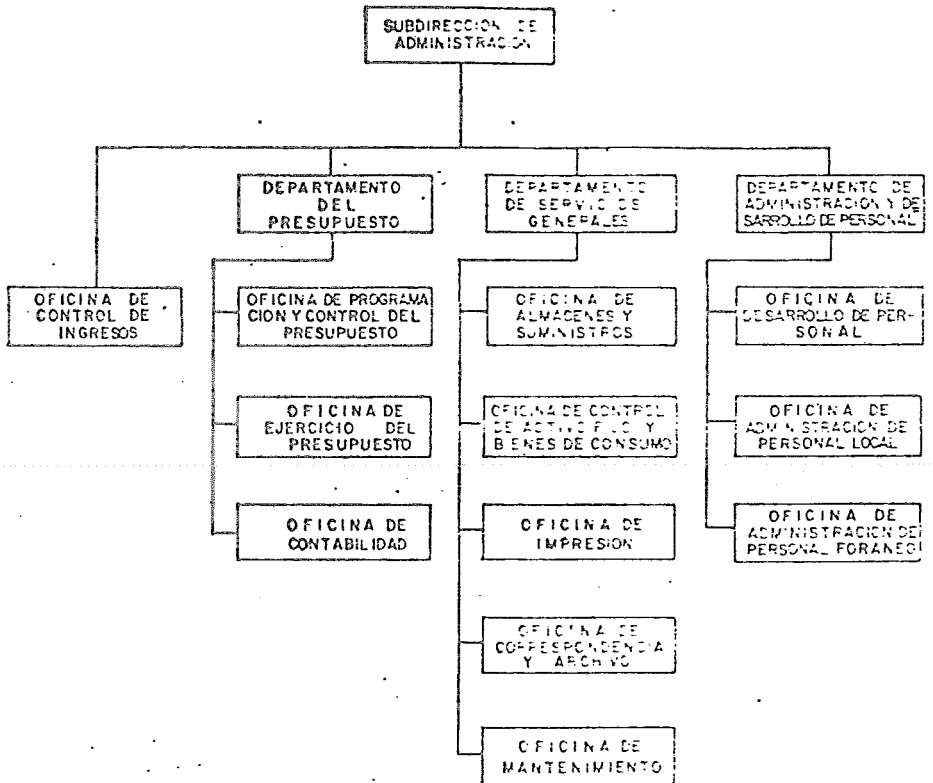 SUBDIRECCION DE
ADMINISTRACION
DEPARTAMENTO
DEL
PRESUPUESTO
DEPARTAMENTO
DE SERVICIOS
GENERALES
DEPARTAMENTO DE
ADMINISTRACION Y DE
SARROLLO DE PERSONAL
OFICINA DE
CONTROL DE
INGRESOS
OFICINA DE PROGRAMA
CION Y CONTROL DEL
PRESUPUESTO
OFICINA DE
EJERCICIO DEL
PRESUPUESTO
OFICINA DE
CONTABILIDAD
OFICINA DE
ALMACENES Y
SUMINISTROS
OFICINA DE CONTROL
DE ACTIVO FIJO Y
BIENES DE CONSUMO
OFICINA DE
IMPRESION
OFICINA DE
CORRESPONDENCIA
Y ARCHIVO
OFICINA DE
MANTENIMIENTO
OFICINA DE
DESARROLLO DE PER-
SONAL
OFICINA DE
ADMINISTRACION DE
PERSONAL LOCAL
OFICINA DE
ADMINISTRACION DE
PERSONAL FORANEO